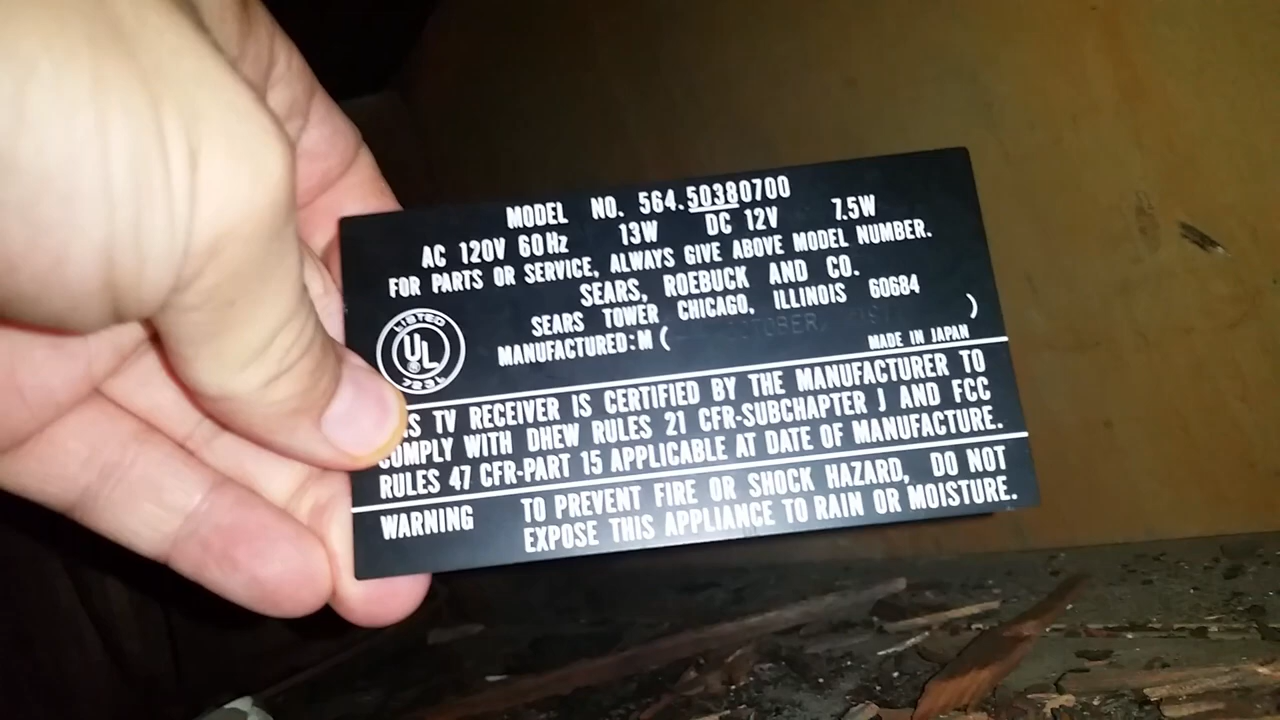 MODEL NO. 564.50380700
AC 120V 60Hz 13W DC 12V 7.5W
FOR PARTS OR SERVICE, ALWAYS GIVE ABOVE MODEL NUMBER.
SEARS, ROEBUCK AND CO.
SEARS TOWER CHICAGO, ILLINOIS 60684
MANUFACTURED:M ( OCTOBER, )
MADE IN JAPAN
LISTED
UL
723L
TV RECEIVER IS CERTIFIED BY THE MANUFACTURER TO
COMPLY WITH DHEW RULES 21 CFR-SUBCHAPTER J AND FCC
RULES 47 CFR-PART 15 APPLICABLE AT DATE OF MANUFACTURE.
WARNING TO PREVENT FIRE OR SHOCK HAZARD, DO NOT
EXPOSE THIS APPLIANCE TO RAIN OR MOISTURE.